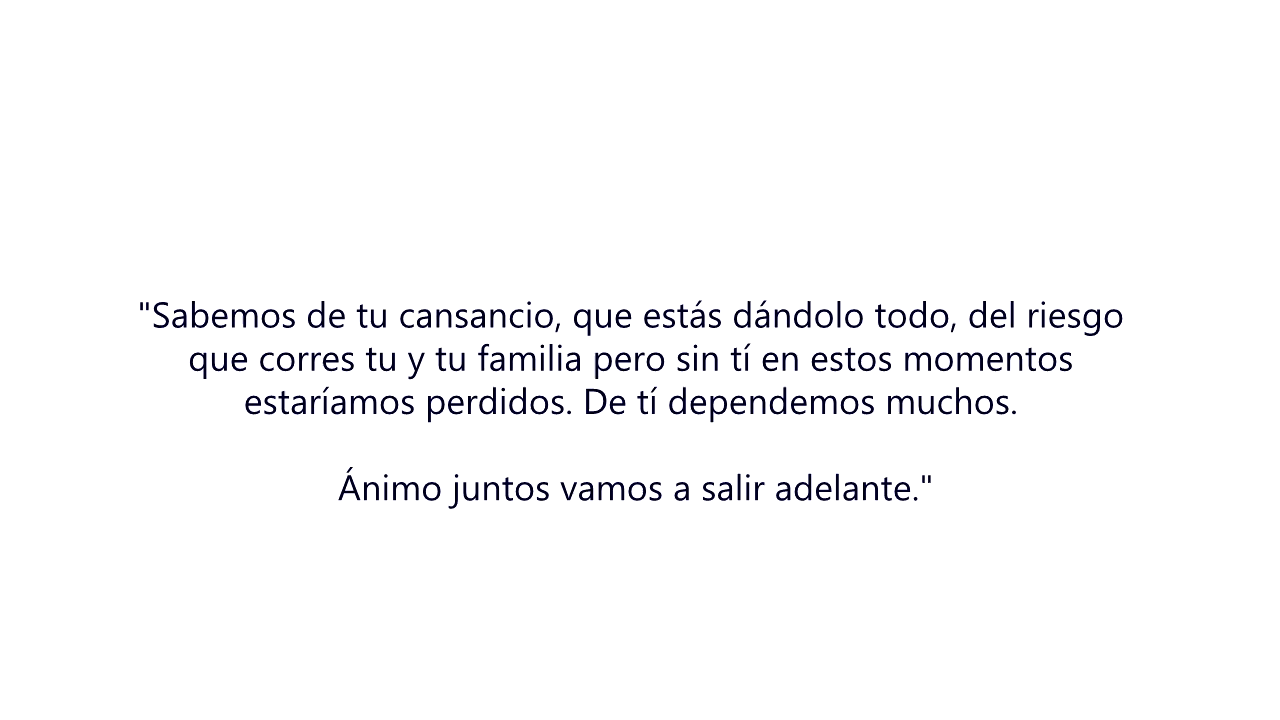 "Sabemos de tu cansancio, que estás dándolo todo, del riesgo
que corres tu y tu familia pero sin tí en estos momentos
estaríamos perdidos. De tí dependemos muchos.
Ánimo juntos vamos a salir adelante."